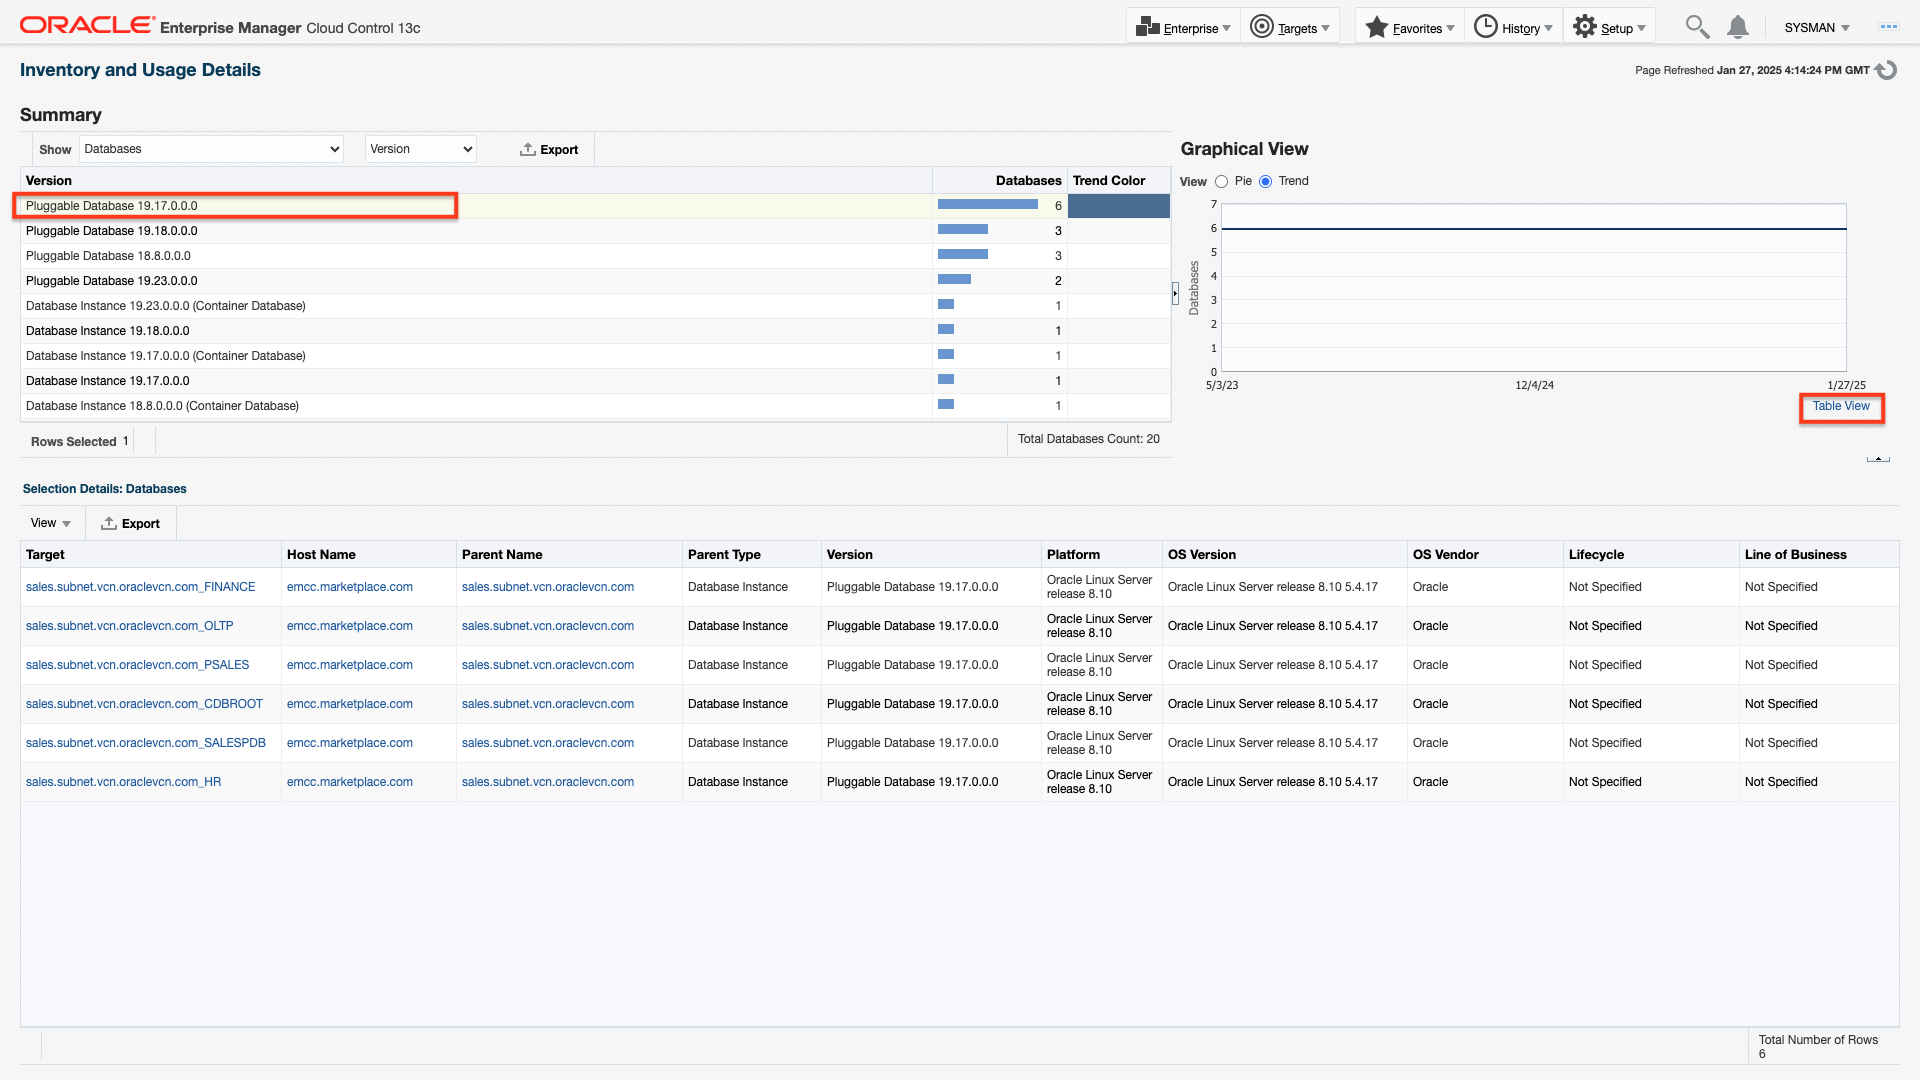 ORACLE Enterprise Manager Cloud Control 13c
Enterprise
Targets
Favorites
History
Setup
SYSMAN
Inventory and Usage Details
Page Refreshed Jan 27, 2025 4:14:24 PM GMT
Summary
Show Databases Version Export
Version Databases Trend Color
Pluggable Database 19.17.0.0.0 6
Pluggable Database 19.18.0.0.0 3
Pluggable Database 18.8.0.0.0 3
Pluggable Database 19.23.0.0.0 2
Database Instance 19.23.0.0.0 (Container Database) 1
Database Instance 19.18.0.0.0 1
Database Instance 19.17.0.0.0 (Container Database) 1
Database Instance 19.17.0.0.0 1
Database Instance 18.8.0.0.0 (Container Database) 1
Rows Selected 1
Total Databases Count: 20
Graphical View
View Pie Trend
Databases
7
6
5
4
3
2
1
0
5/3/23 12/4/24 1/27/25
Table View
Selection Details: Databases
View Export
Target Host Name Parent Name Parent Type Version Platform OS Version OS Vendor Lifecycle Line of Business
sales.subnet.vcn.oraclevcn.com_FINANCE emcc.marketplace.com sales.subnet.vcn.oraclevcn.com Database Instance Pluggable Database 19.17.0.0.0 Oracle Linux Server release 8.10 Oracle Linux Server release 8.10 5.4.17 Oracle Not Specified Not Specified
sales.subnet.vcn.oraclevcn.com_OLTP emcc.marketplace.com sales.subnet.vcn.oraclevcn.com Database Instance Pluggable Database 19.17.0.0.0 Oracle Linux Server release 8.10 Oracle Linux Server release 8.10 5.4.17 Oracle Not Specified Not Specified
sales.subnet.vcn.oraclevcn.com_PSALES emcc.marketplace.com sales.subnet.vcn.oraclevcn.com Database Instance Pluggable Database 19.17.0.0.0 Oracle Linux Server release 8.10 Oracle Linux Server release 8.10 5.4.17 Oracle Not Specified Not Specified
sales.subnet.vcn.oraclevcn.com_CDBROOT emcc.marketplace.com sales.subnet.vcn.oraclevcn.com Database Instance Pluggable Database 19.17.0.0.0 Oracle Linux Server release 8.10 Oracle Linux Server release 8.10 5.4.17 Oracle Not Specified Not Specified
sales.subnet.vcn.oraclevcn.com_SALESPDB emcc.marketplace.com sales.subnet.vcn.oraclevcn.com Database Instance Pluggable Database 19.17.0.0.0 Oracle Linux Server release 8.10 Oracle Linux Server release 8.10 5.4.17 Oracle Not Specified Not Specified
sales.subnet.vcn.oraclevcn.com_HR emcc.marketplace.com sales.subnet.vcn.oraclevcn.com Database Instance Pluggable Database 19.17.0.0.0 Oracle Linux Server release 8.10 Oracle Linux Server release 8.10 5.4.17 Oracle Not Specified Not Specified
Total Number of Rows
6